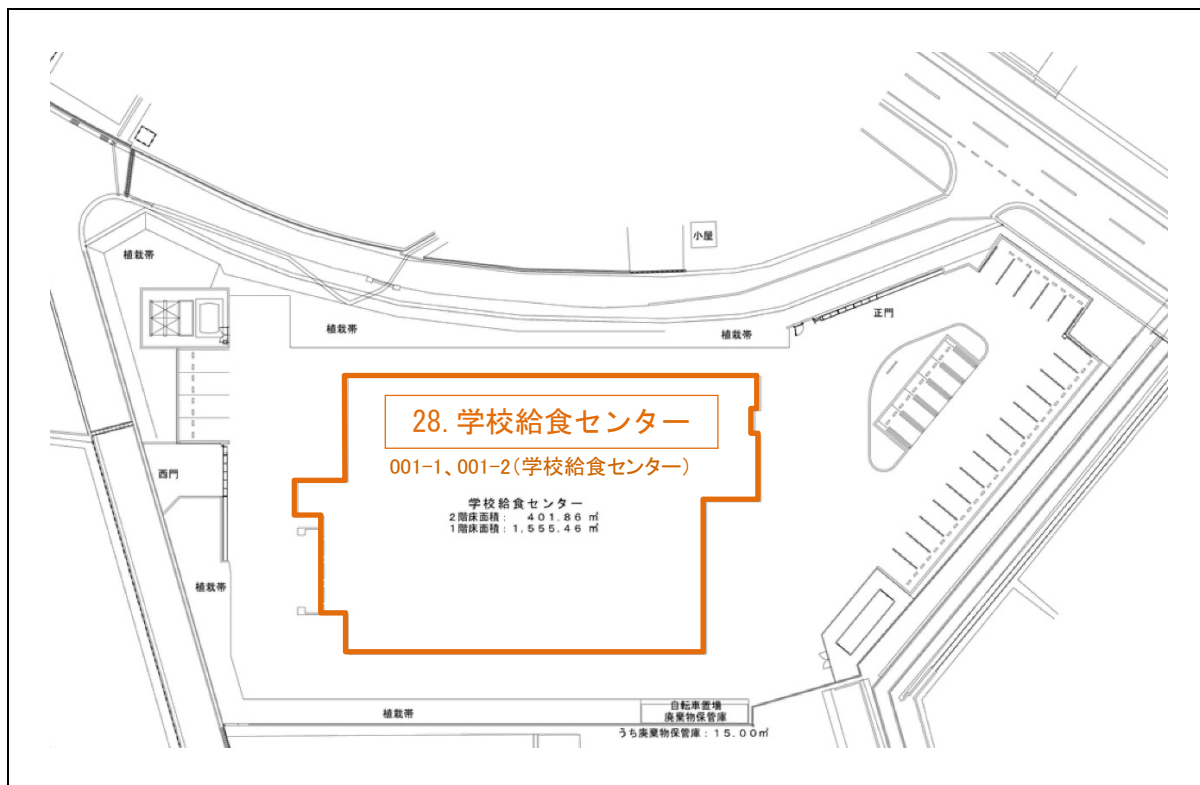 小屋
植栽帯
正門
植栽帯
植栽帯
28.学校給食センター
001-1、001-2(学校給食センター)
西門
学校給食センター
2階床面積: 401.86 ㎡
1階床面積:1,555.46 ㎡
植栽帯
自転車置場
廃棄物保管庫
植栽帯
うち廃棄物保管庫:15.00㎡